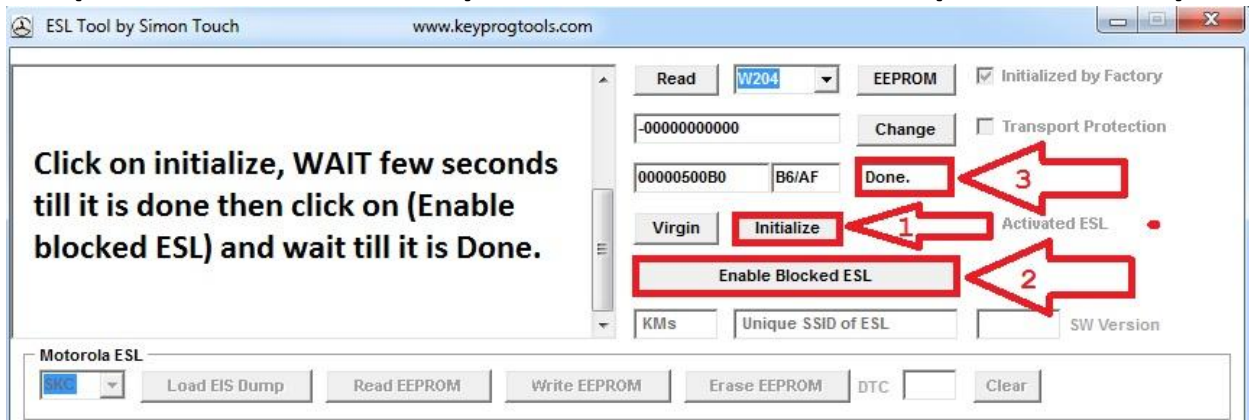 ESL Tool by Simon Touch www.keyprogtools.com
Read W204 EEPROM Initialized by Factory
-00000000000 Change Transport Protection
Click on initialize, WAIT few seconds
till it is done then click on (Enable
blocked ESL) and wait till it is Done.
00000500B0 B6/AF Done. 3
Virgin Initialize 1 Activated ESL
Enable Blocked ESL 2
KMs Unique SSID of ESL SW Version
Motorola ESL
SKC Load EIS Dump Read EEPROM Write EEPROM Erase EEPROM DTC Clear